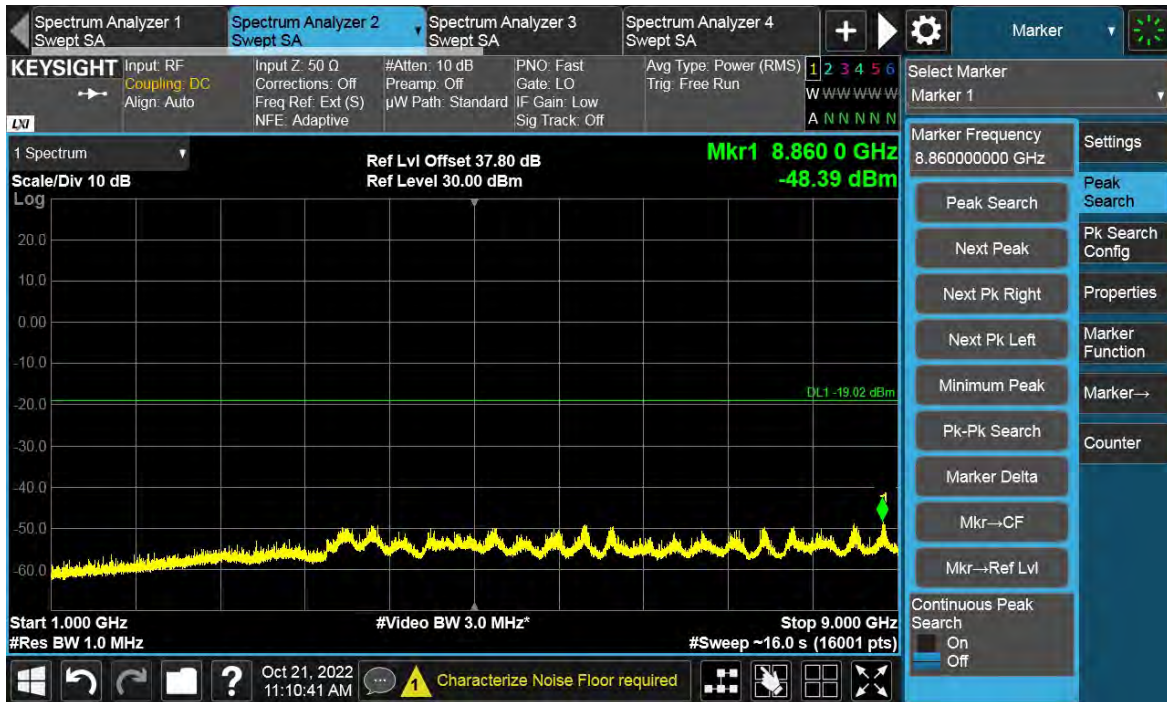 Spectrum Analyzer 1
Swept SA
Spectrum Analyzer 2
Swept SA
Spectrum Analyzer 3
Swept SA
Spectrum Analyzer 4
Swept SA
+
Marker
KEYSIGHT
LXI
Input: RF
Coupling: DC
Align: Auto
Input Z: 50 Ω
Corrections: Off
Freq Ref: Ext (S)
NFE: Adaptive
#Atten: 10 dB
Preamp: Off
µW Path: Standard
PNO: Fast
Gate: LO
IF Gain: Low
Sig Track: Off
Avg Type: Power (RMS)
Trig: Free Run
1 2 3 4 5 6
W W W W W W
A N N N N N
Select Marker
Marker 1
1 Spectrum
Scale/Div 10 dB
Log
Ref Lvl Offset 37.80 dB
Ref Level 30.00 dBm
Mkr1 8.860 0 GHz
-48.39 dBm
20.0
10.0
0.00
-10.0
-20.0
-30.0
-40.0
-50.0
-60.0
DL1 -19.02 dBm
1
Start 1.000 GHz
#Res BW 1.0 MHz
#Video BW 3.0 MHz*
Stop 9.000 GHz
#Sweep ~16.0 s (16001 pts)
Marker Frequency
8.860000000 GHz
Peak Search
Next Peak
Next Pk Right
Next Pk Left
Minimum Peak
Pk-Pk Search
Marker Delta
Mkr→CF
Mkr→Ref Lvl
Continuous Peak
Search
On
Off
Settings
Peak
Search
Pk Search
Config
Properties
Marker
Function
Marker→
Counter
?
Oct 21, 2022
11:10:41 AM
1
Characterize Noise Floor required